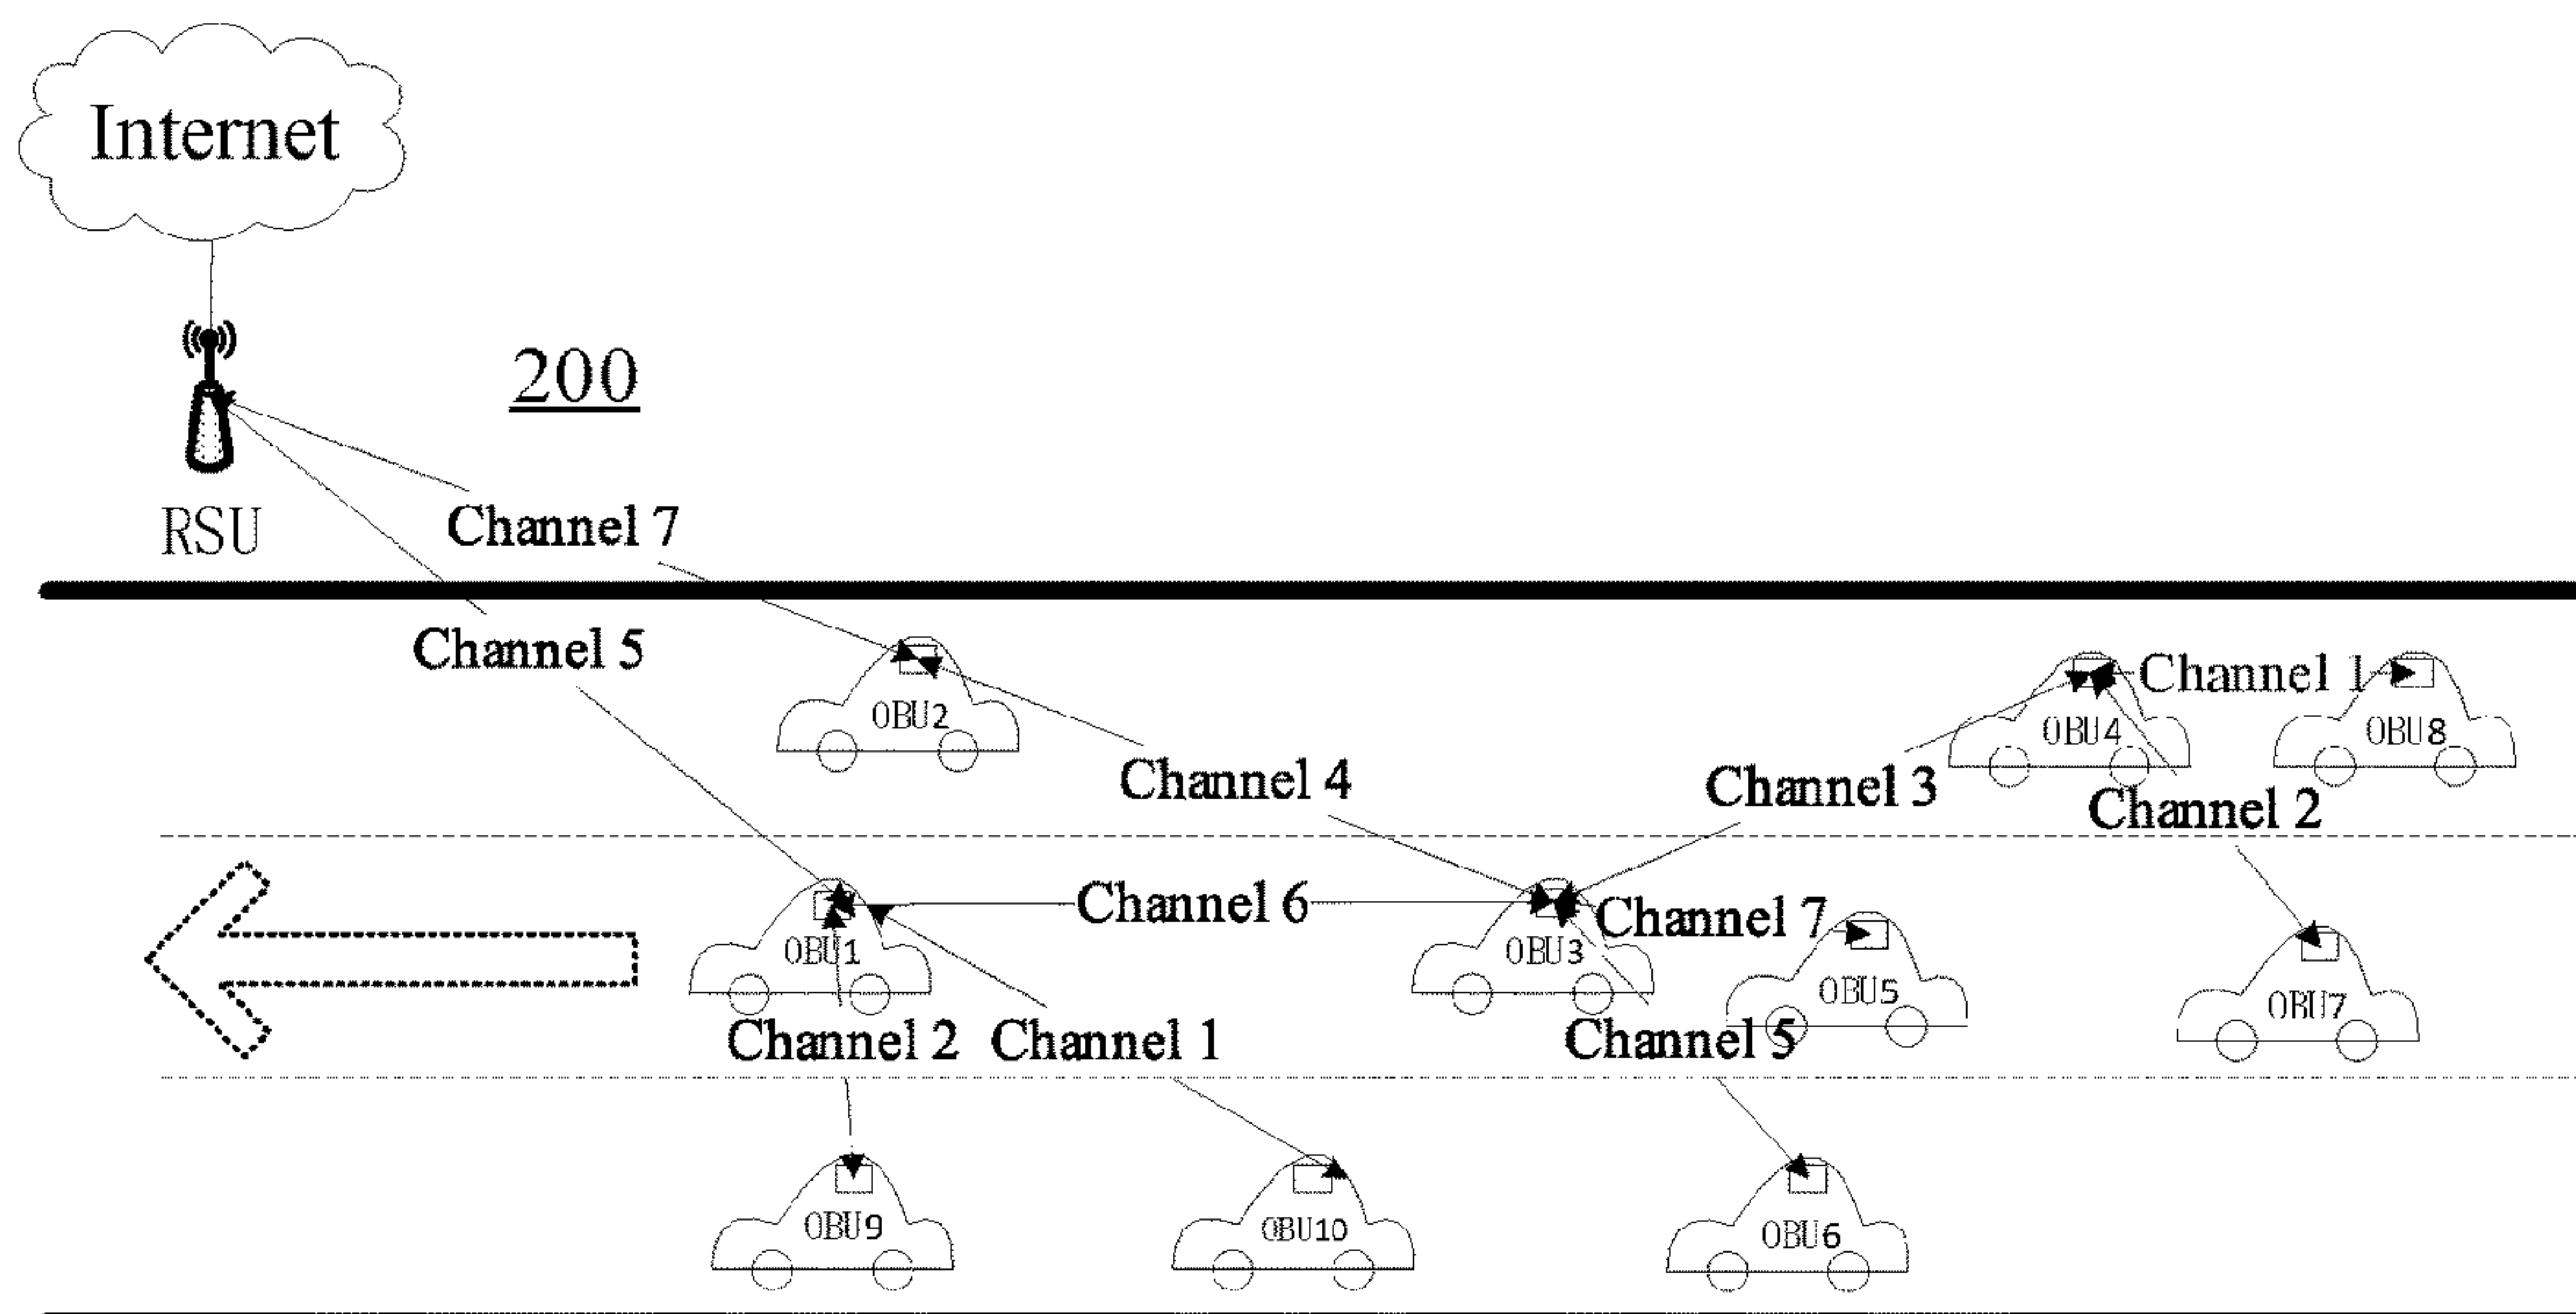 Internet
200
RSU
Channel 7
Channel 5
OBU2
Channel 1
OBU4
OBU8
Channel 4
Channel 3
Channel 2
Channel 6
Channel 7
OBU1
OBU3
OBU5
OBU7
Channel 2
Channel 1
Channel 5
OBU9
OBU10
OBU6